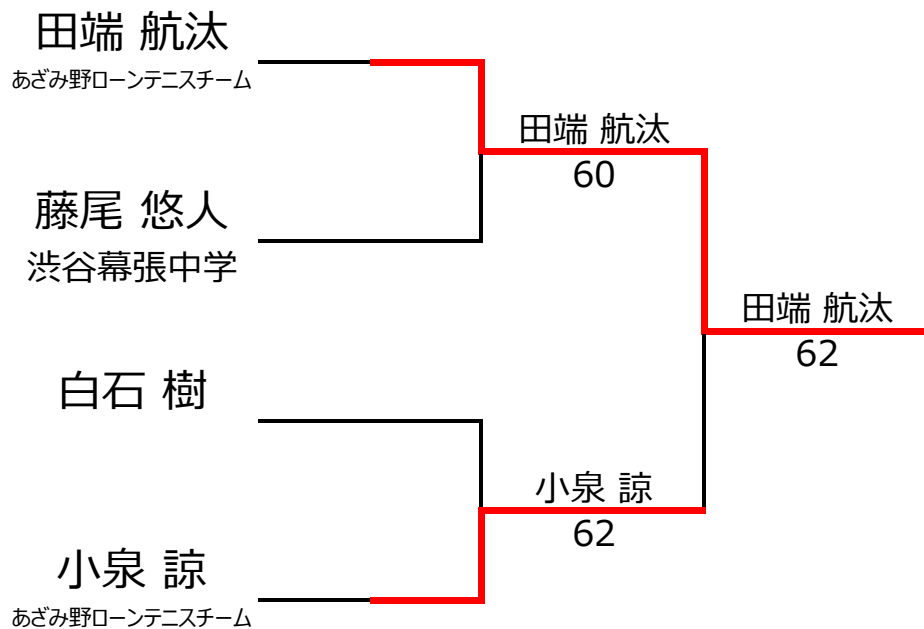 田端 航汰
あざみ野ローンテニスチーム
田端 航汰
60
藤尾 悠人
渋谷幕張中学
田端 航汰
62
白石 樹
小泉 諒
62
小泉 諒
あざみ野ローンテニスチーム